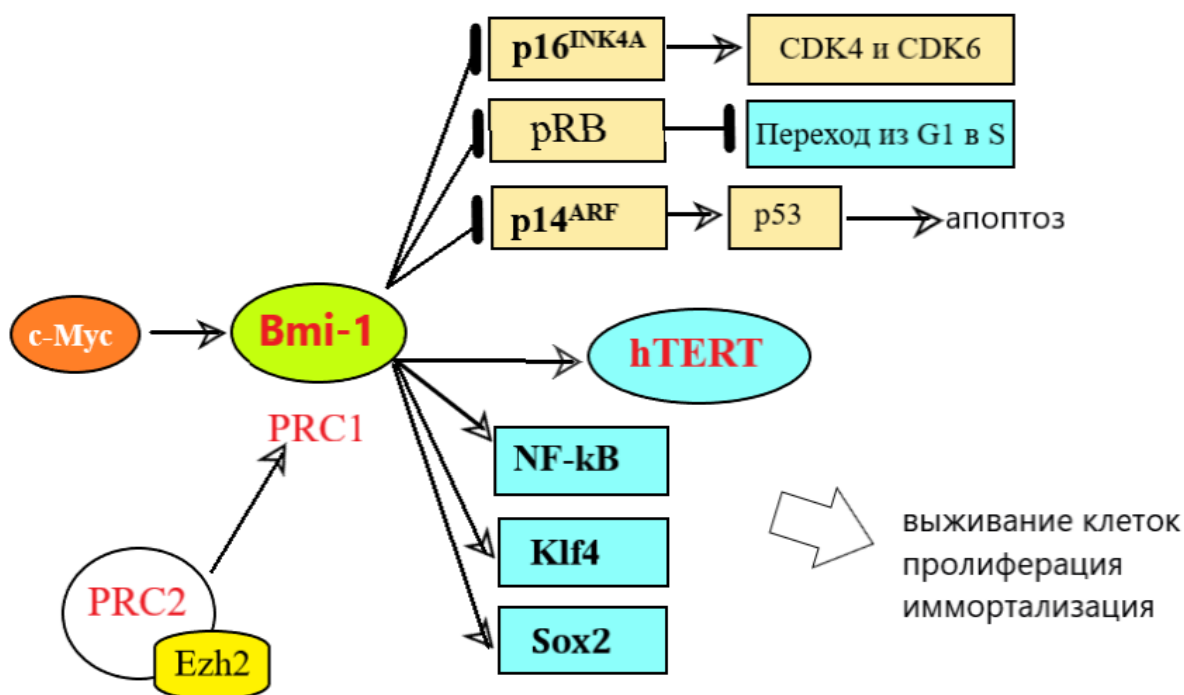 p16INK4A
CDK4 и CDK6
pRB
Переход из G1 в S
p14ARF
p53
апоптоз
c-Myc
Bmi-1
hTERT
PRC1
NF-kB
Klf4
выживание клеток
пролиферация
иммортализация
PRC2
Ezh2
Sox2